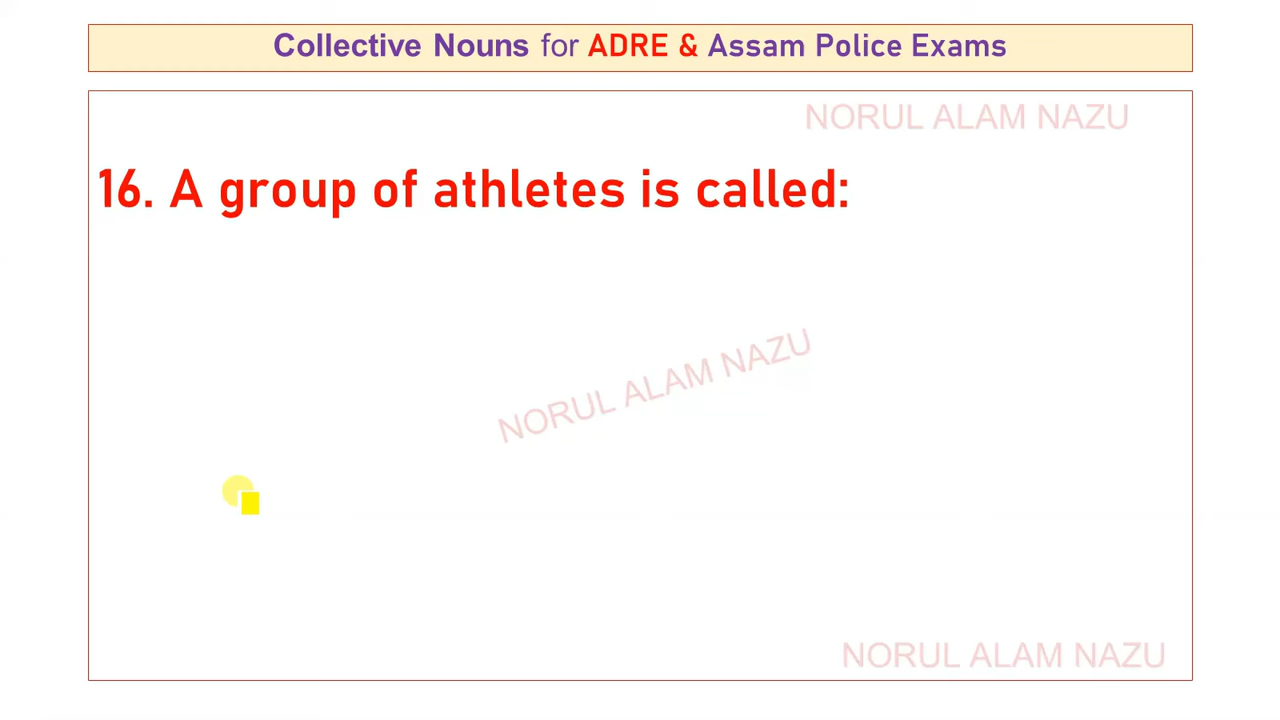 Collective Nouns for ADRE & Assam Police Exams
NORUL ALAM NAZU
16. A group of athletes is called:
NORUL ALAM NAZU
NORUL ALAM NAZU